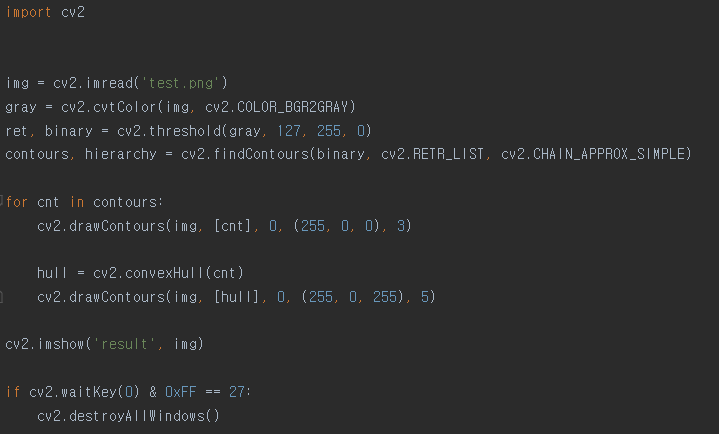 import cv2
img = cv2.imread('test.png')
gray = cv2.cvtColor(img, cv2.COLOR_BGR2GRAY)
ret, binary = cv2.threshold(gray, 127, 255, 0)
contours, hierarchy = cv2.findContours(binary, cv2.RETR_LIST, cv2.CHAIN_APPROX_SIMPLE)
for cnt in contours:
    cv2.drawContours(img, [cnt], 0, (255, 0, 0), 3)
    hull = cv2.convexHull(cnt)
    cv2.drawContours(img, [hull], 0, (255, 0, 255), 5)
cv2.imshow('result', img)
if cv2.waitKey(0) & 0xFF == 27:
    cv2.destroyAllWindows()